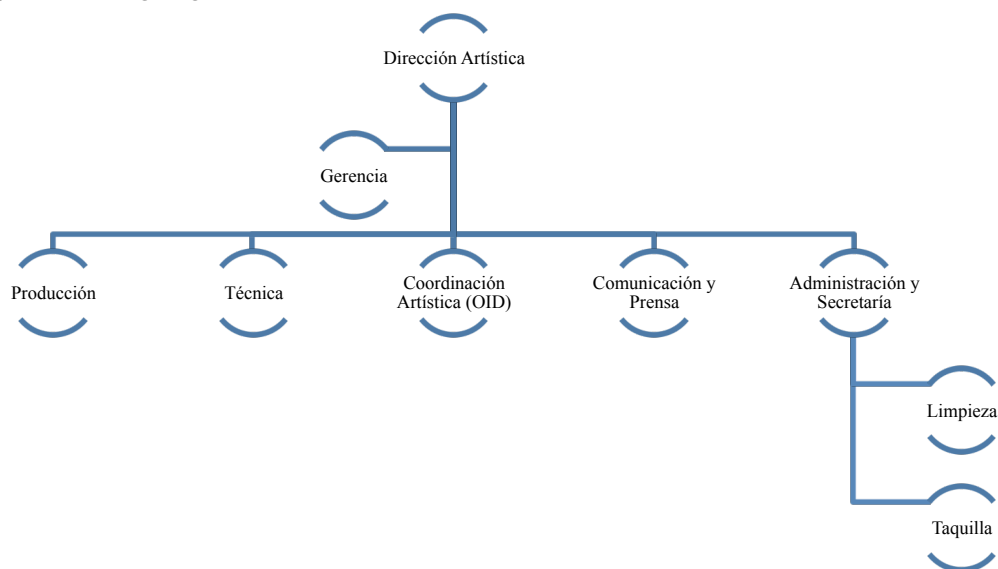 Dirección Artística
Gerencia
Producción
Técnica
Coordinación
Artística (OID)
Comunicación y
Prensa
Administración y
Secretaría
Limpieza
Taquilla